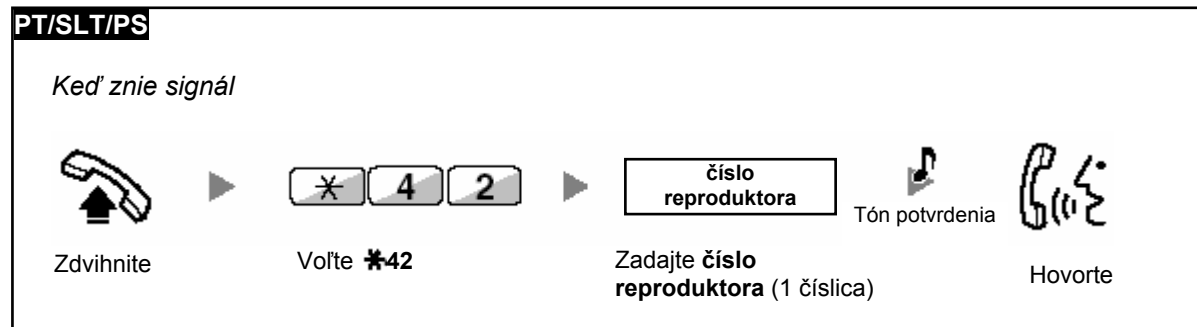 PT/SLT/PS
Keď znie signál
✱ 4 2
číslo
reproduktora
Tón potvrdenia
Zdvihnite
Voľte ✱42
Zadajte číslo
reproduktora (1 číslica)
Hovorte